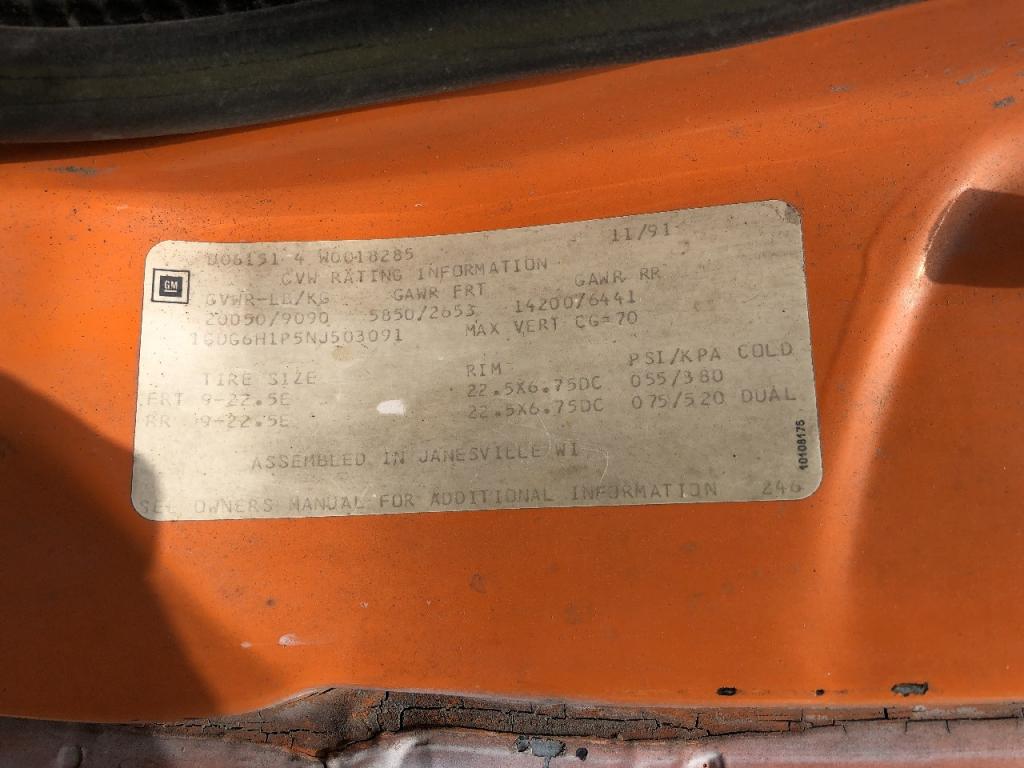 U06151 4 W0018285 11/91
GVW RATING INFORMATION
GM
GVWR-LB/KG GAWR FRT GAWR RR
20050/9090 5850/2653 14200/6441
1GDG6H1P5NJ503091 MAX VERT CG=70
TIRE SIZE RIM PSI/KPA COLD
FRT 9-22.5E 22.5X6.75DC 055/380
RR 9-22.5E 22.5X6.75DC 075/520 DUAL
10108176
ASSEMBLED IN JANESVILLE WI
SEE OWNERS MANUAL FOR ADDITIONAL INFORMATION 246